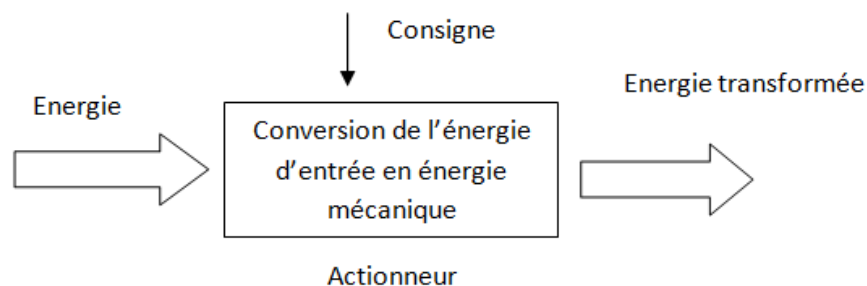 Consigne
Energie
Energie transformée
Conversion de l'énergie
d'entrée en énergie
mécanique
Actionneur